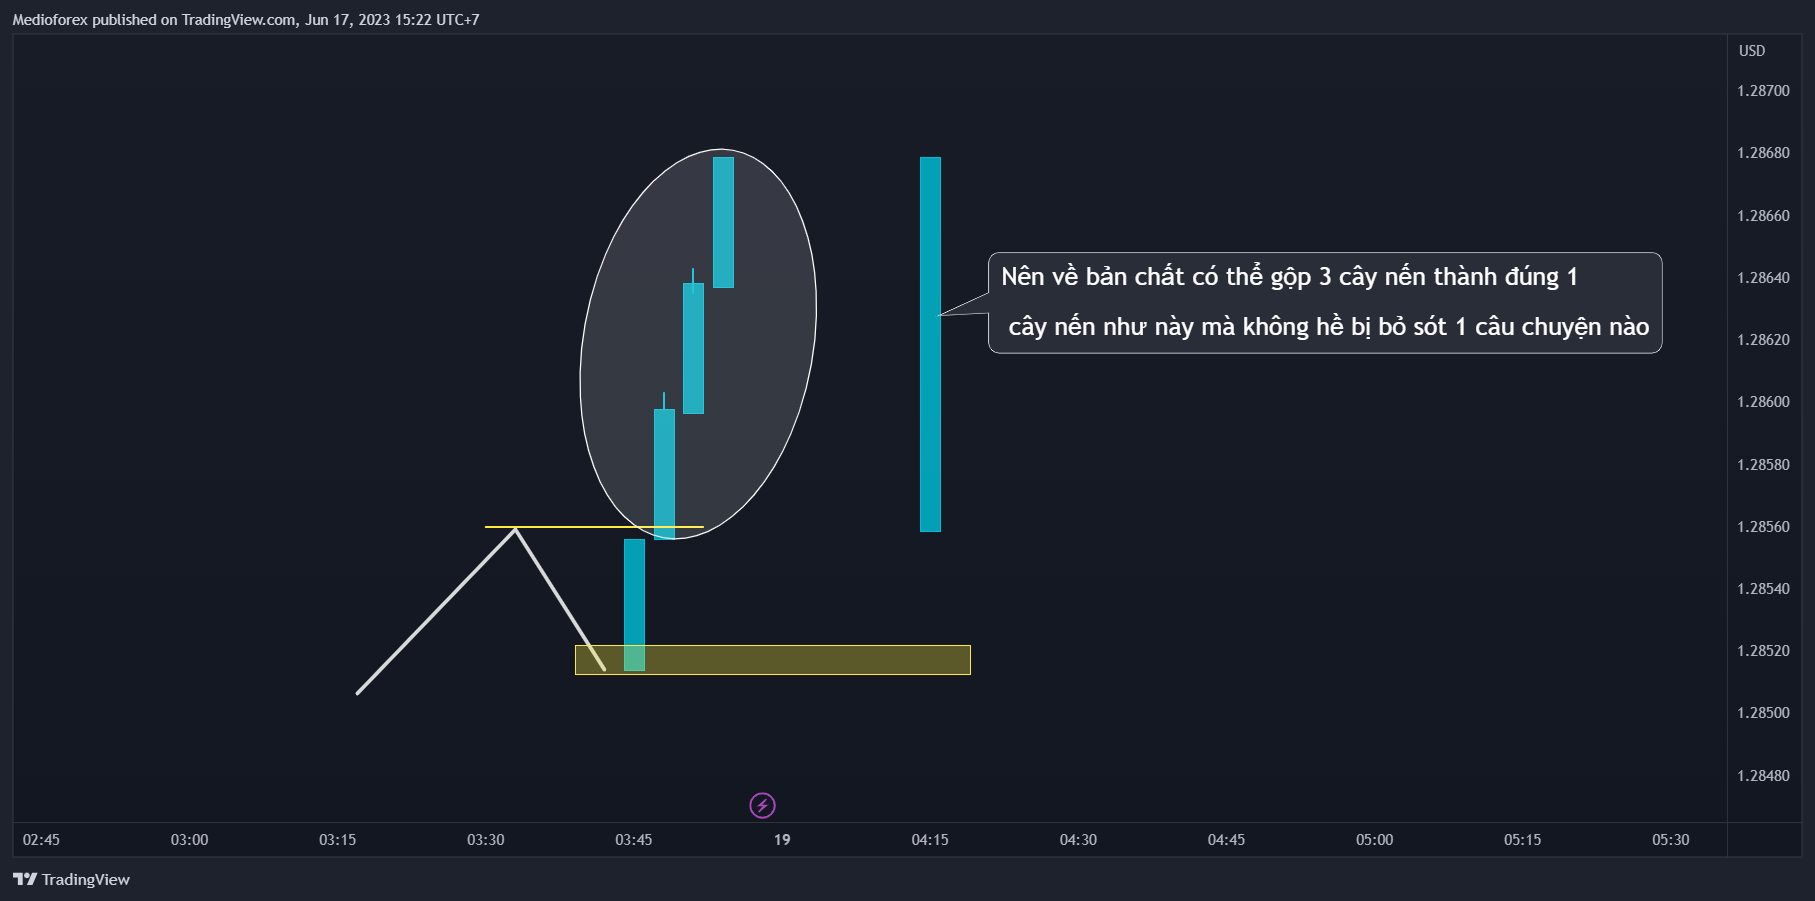 Medioforex published on TradingView.com, Jun 17, 2023 15:22 UTC+7
USD
1.28700
1.28680
1.28660
1.28640
1.28620
1.28600
1.28580
1.28560
1.28540
1.28520
1.28500
1.28480
Nên về bản chất có thể gộp 3 cây nến thành đúng 1
cây nến như này mà không hề bị bỏ sót 1 câu chuyện nào
02:45 03:00 03:15 03:30 03:45 19 04:15 04:30 04:45 05:00 05:15 05:30
TradingView